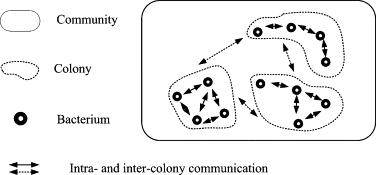 Community
Colony
Bacterium
Intra- and inter-colony communication